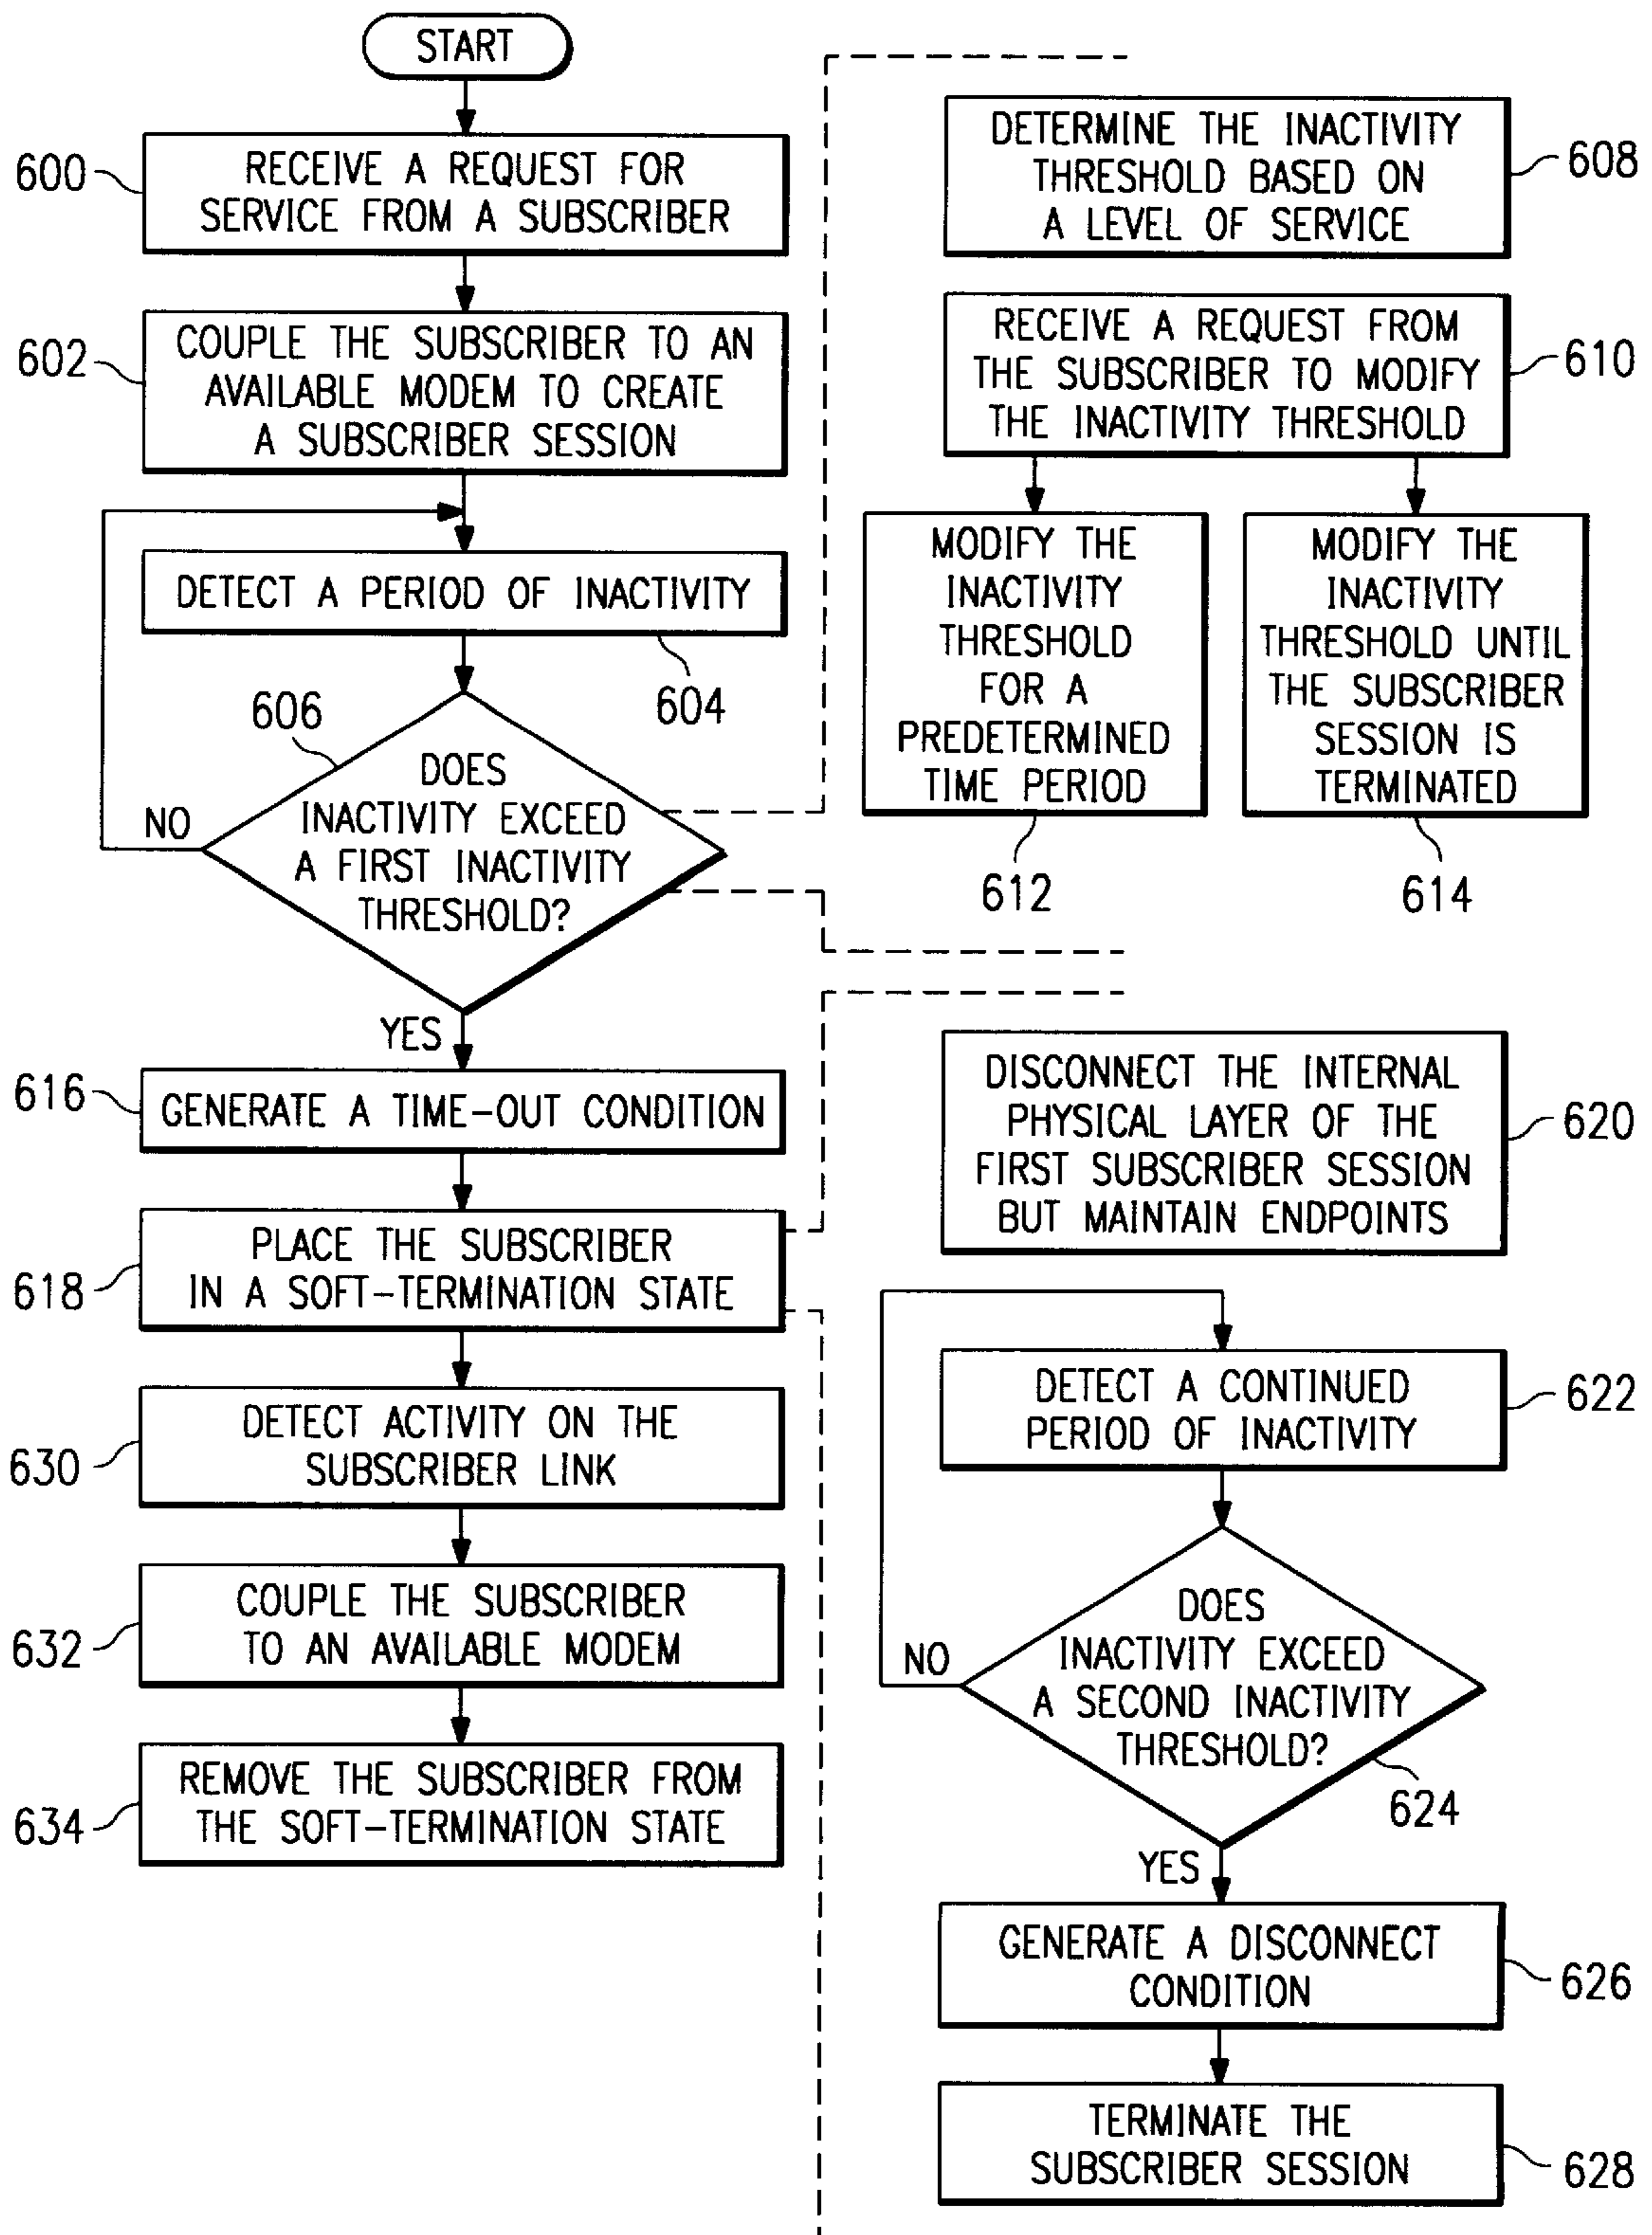 START
600
RECEIVE A REQUEST FOR
SERVICE FROM A SUBSCRIBER
602
COUPLE THE SUBSCRIBER TO AN
AVAILABLE MODEM TO CREATE
A SUBSCRIBER SESSION
DETECT A PERIOD OF INACTIVITY
604
606
DOES
INACTIVITY EXCEED
A FIRST INACTIVITY
THRESHOLD?
NO
YES
DETERMINE THE INACTIVITY
THRESHOLD BASED ON
A LEVEL OF SERVICE
608
RECEIVE A REQUEST FROM
THE SUBSCRIBER TO MODIFY
THE INACTIVITY THRESHOLD
610
MODIFY THE
INACTIVITY
THRESHOLD
FOR A
PREDETERMINED
TIME PERIOD
612
MODIFY THE
INACTIVITY
THRESHOLD UNTIL
THE SUBSCRIBER
SESSION IS
TERMINATED
614
616
GENERATE A TIME-OUT CONDITION
618
PLACE THE SUBSCRIBER
IN A SOFT-TERMINATION STATE
630
DETECT ACTIVITY ON THE
SUBSCRIBER LINK
632
COUPLE THE SUBSCRIBER
TO AN AVAILABLE MODEM
634
REMOVE THE SUBSCRIBER FROM
THE SOFT-TERMINATION STATE
DISCONNECT THE INTERNAL
PHYSICAL LAYER OF THE
FIRST SUBSCRIBER SESSION
BUT MAINTAIN ENDPOINTS
620
DETECT A CONTINUED
PERIOD OF INACTIVITY
622
DOES
INACTIVITY EXCEED
A SECOND INACTIVITY
THRESHOLD?
NO
624
YES
GENERATE A DISCONNECT
CONDITION
626
TERMINATE THE
SUBSCRIBER SESSION
628